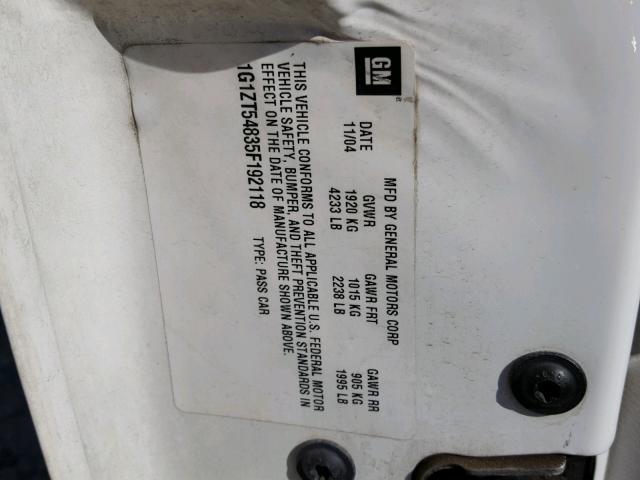 GM
MFD BY GENERAL MOTORS CORP
DATE GVWR GAWR FRT GAWR RR
11/04 1920 KG 1015 KG 905 KG
4233 LB 2238 LB 1995 LB
THIS VEHICLE CONFORMS TO ALL APPLICABLE U.S. FEDERAL MOTOR
VEHICLE SAFETY, BUMPER, AND THEFT PREVENTION STANDARDS IN
EFFECT ON THE DATE OF MANUFACTURE SHOWN ABOVE.
1G1ZT54835F192118 TYPE: PASS CAR